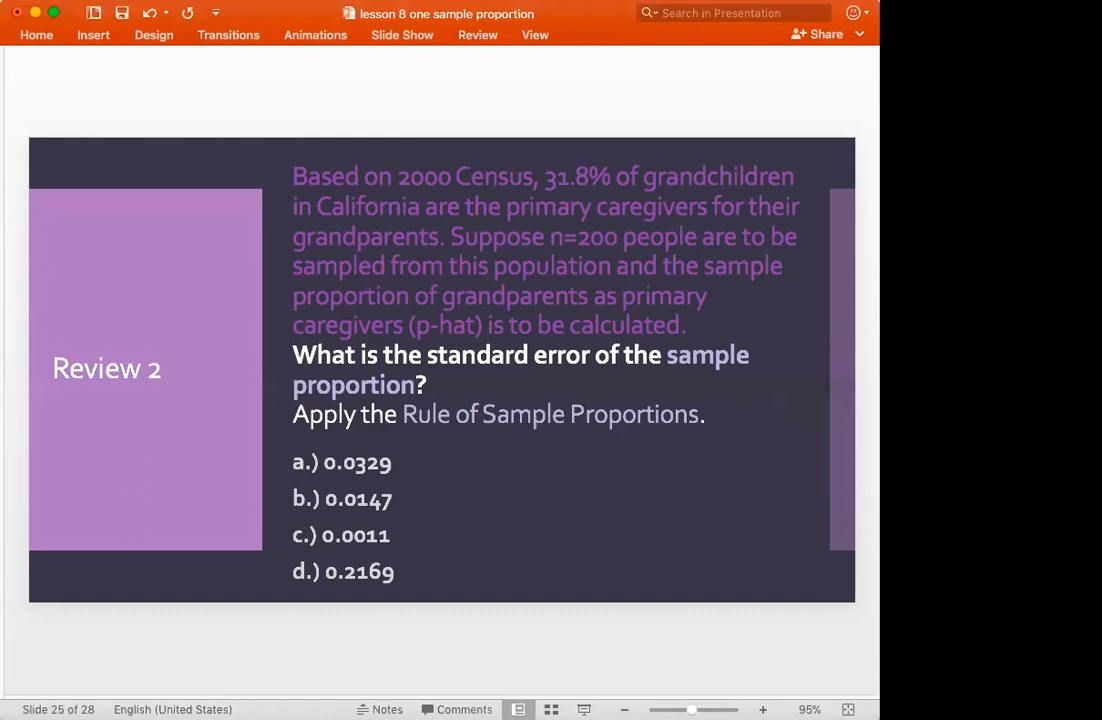 lesson 8 one sample proportion
Search in Presentation
Home Insert Design Transitions Animations Slide Show Review View
Share
Based on 2000 Census, 31.8% of grandchildren
in California are the primary caregivers for their
grandparents. Suppose n=200 people are to be
sampled from this population and the sample
proportion of grandparents as primary
caregivers (p-hat) is to be calculated.
What is the standard error of the sample
proportion?
Apply the Rule of Sample Proportions.
Review 2
a.) 0.0329
b.) 0.0147
c.) 0.0011
d.) 0.2169
Slide 25 of 28 English (United States) Notes Comments 95%